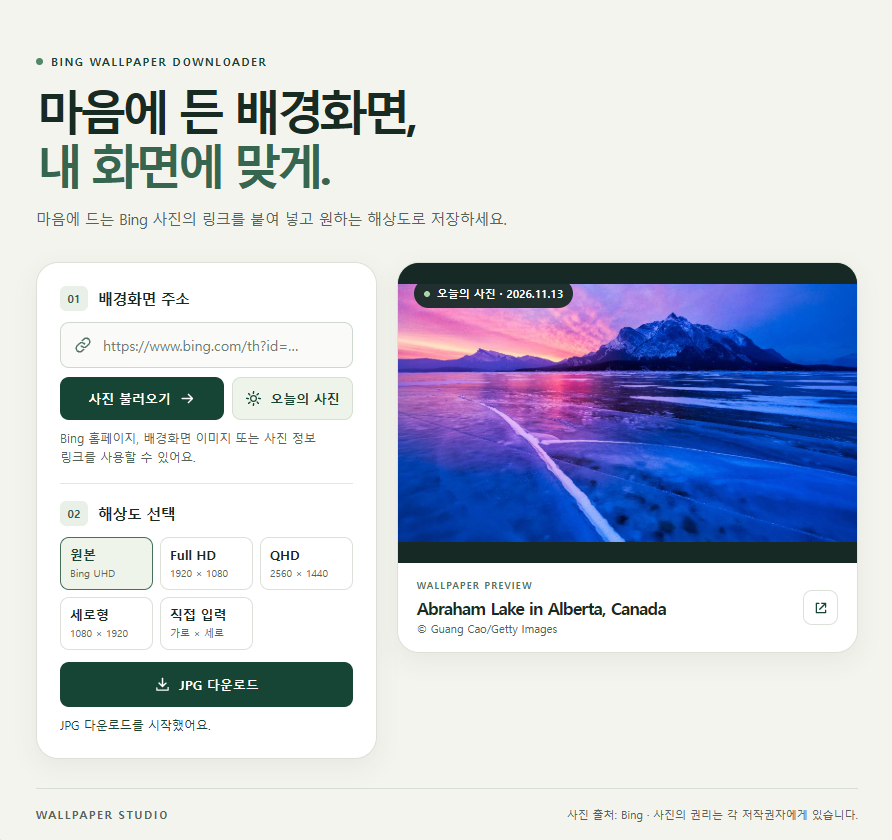 BING WALLPAPER DOWNLOADER
마음에 든 배경화면,
내 화면에 맞게.
마음에 드는 Bing 사진의 링크를 붙여 넣고 원하는 해상도로 저장하세요.
01 배경화면 주소
https://www.bing.com/th?id=...
사진 불러오기 → 오늘의 사진
Bing 홈페이지, 배경화면 이미지 또는 사진 정보
링크를 사용할 수 있어요.
02 해상도 선택
원본 Full HD QHD
Bing UHD 1920 × 1080 2560 × 1440
세로형 직접 입력
1080 × 1920 가로 × 세로
JPG 다운로드
JPG 다운로드를 시작했어요.
오늘의 사진 · 2026.11.13
WALLPAPER PREVIEW
Abraham Lake in Alberta, Canada
© Guang Cao/Getty Images
WALLPAPER STUDIO
사진 출처: Bing · 사진의 권리는 각 저작권자에게 있습니다.